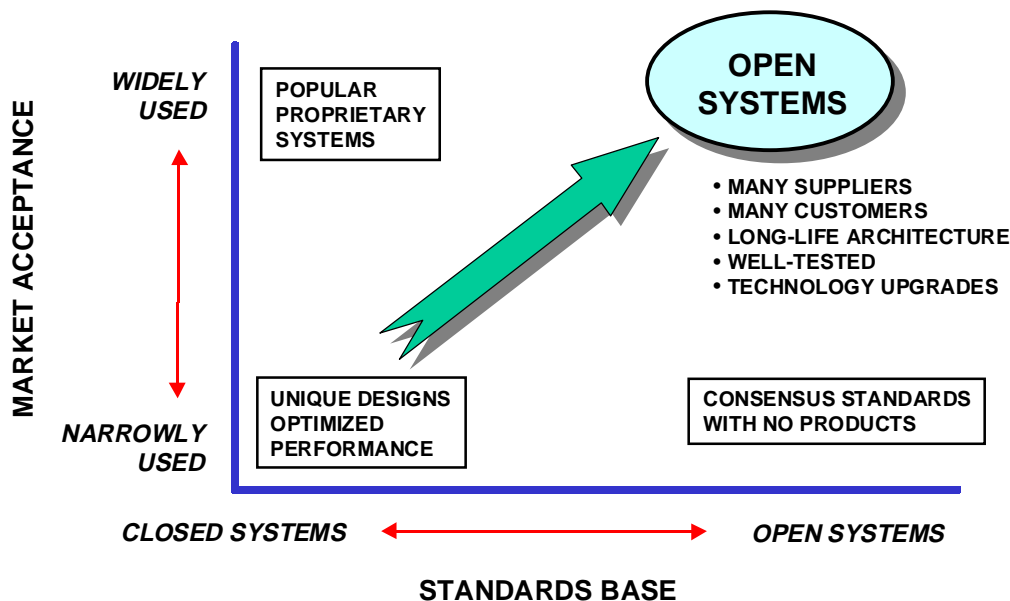 MARKET ACCEPTANCE
WIDELY
USED
NARROWLY
USED
POPULAR
PROPRIETARY
SYSTEMS
OPEN
SYSTEMS
• MANY SUPPLIERS
• MANY CUSTOMERS
• LONG-LIFE ARCHITECTURE
• WELL-TESTED
• TECHNOLOGY UPGRADES
UNIQUE DESIGNS
OPTIMIZED
PERFORMANCE
CONSENSUS STANDARDS
WITH NO PRODUCTS
CLOSED SYSTEMS
OPEN SYSTEMS
STANDARDS BASE